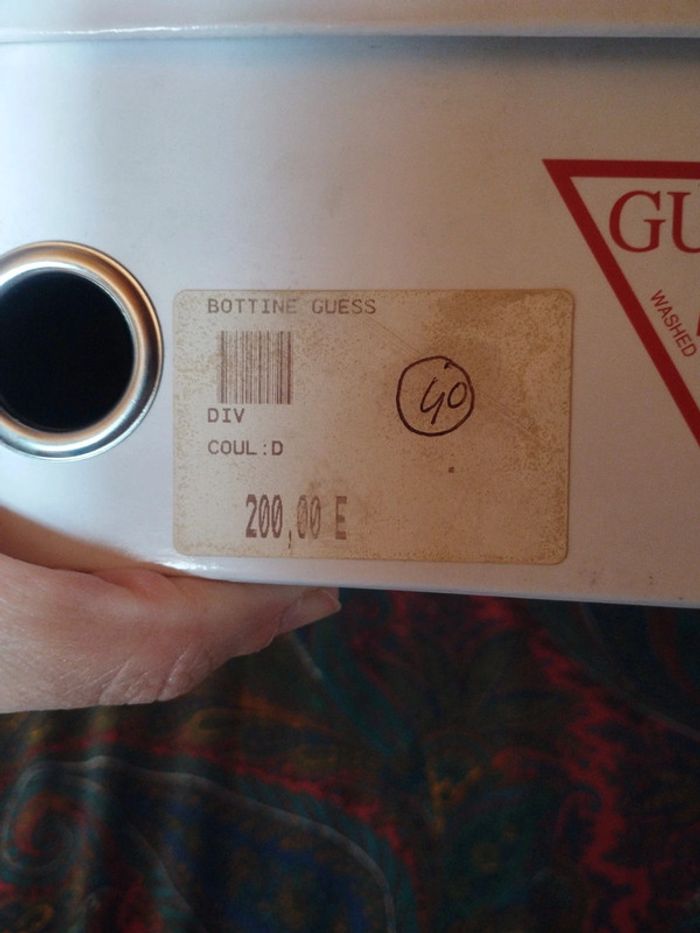 BOTTINE GUESS
DIV
COUL:D
40
200,00 E
GU
WASHED